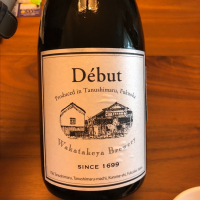 Début
Produced in Tanushimaru, Fukuoka
Wakatakeya Brewery
SINCE 1699